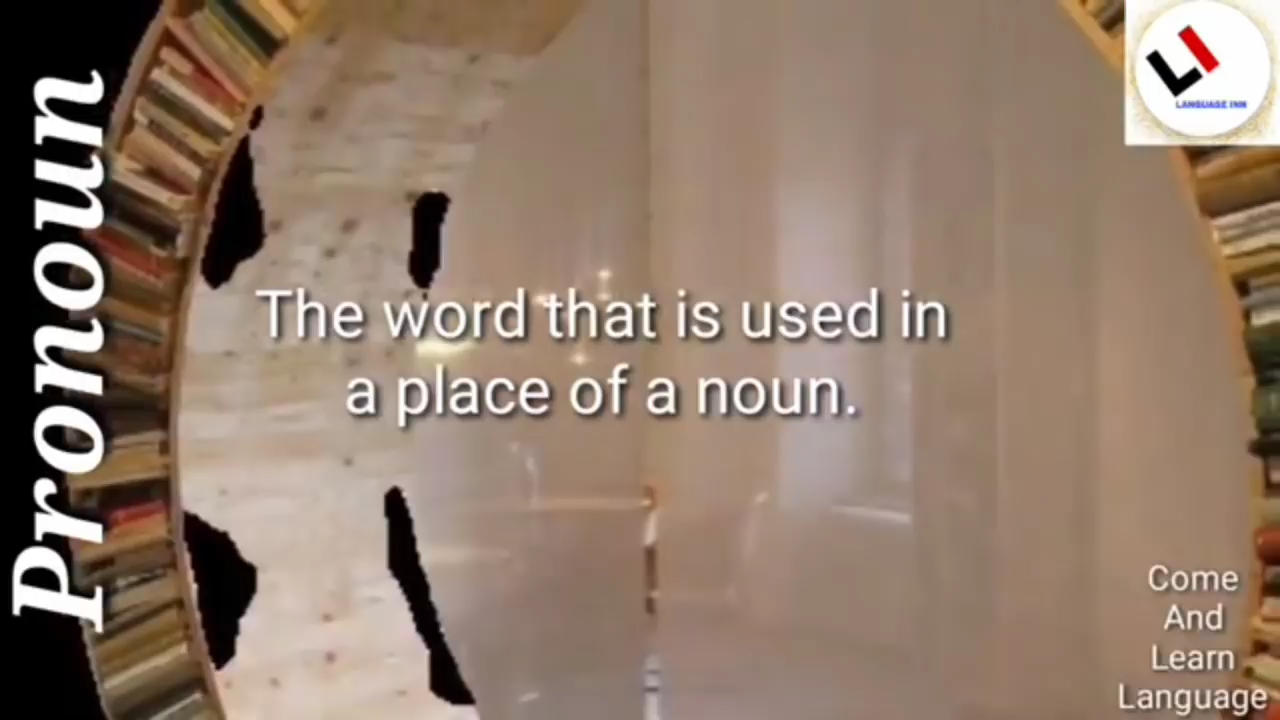 Pronoun
LANGUAGE INN
The word that is used in
a place of a noun.
Come
And
Learn
Language